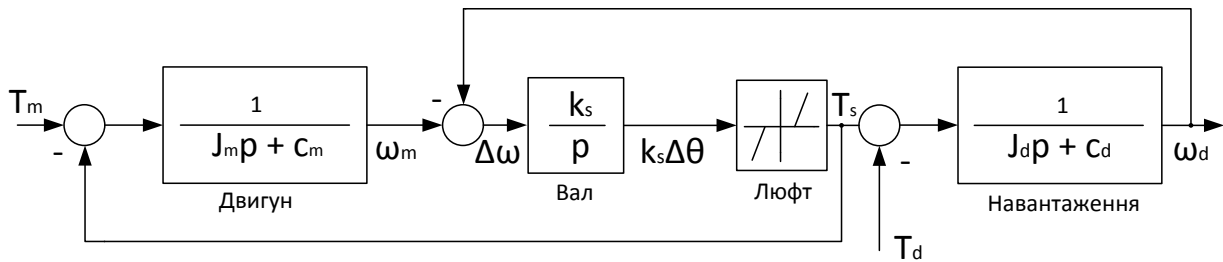 Tm
-
1
Jmp + cm
ωm
Двигун
-
Δω
ks
p
Вал
ksΔθ
Люфт
Ts
-
Td
1
Jdp + cd
ωd
Навантаження